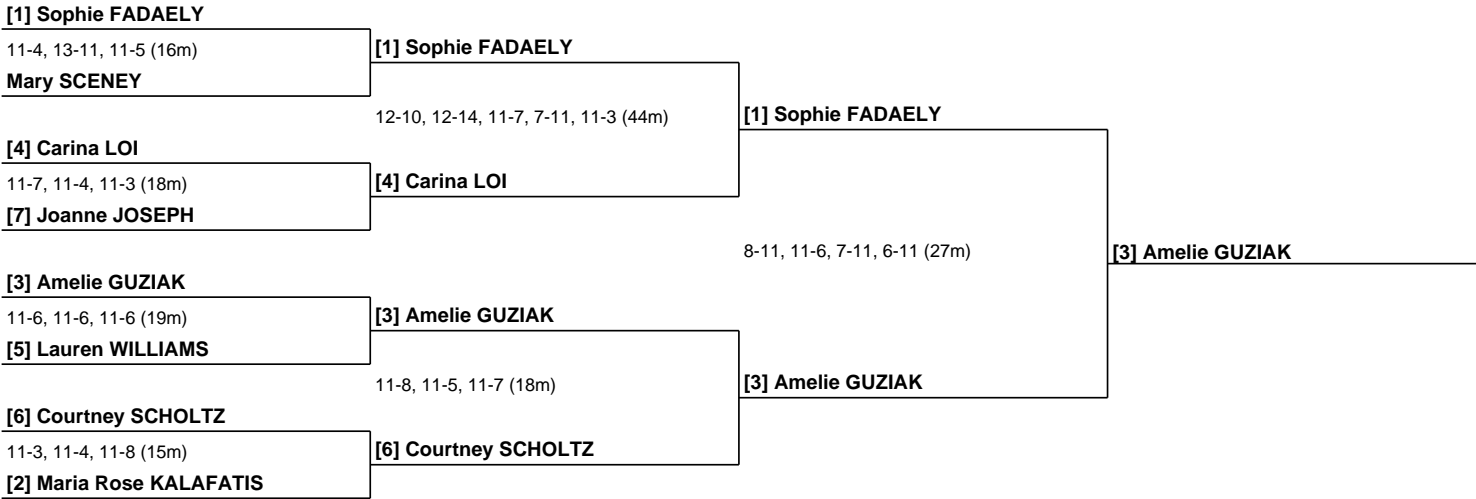 [1] Sophie FADAELY
11-4, 13-11, 11-5 (16m)
Mary SCENEY
[4] Carina LOI
11-7, 11-4, 11-3 (18m)
[7] Joanne JOSEPH
[3] Amelie GUZIAK
11-6, 11-6, 11-6 (19m)
[5] Lauren WILLIAMS
[6] Courtney SCHOLTZ
11-3, 11-4, 11-8 (15m)
[2] Maria Rose KALAFATIS
[1] Sophie FADAELY
12-10, 12-14, 11-7, 7-11, 11-3 (44m)
[4] Carina LOI
[3] Amelie GUZIAK
11-8, 11-5, 11-7 (18m)
[6] Courtney SCHOLTZ
[1] Sophie FADAELY
8-11, 11-6, 7-11, 6-11 (27m)
[3] Amelie GUZIAK
[3] Amelie GUZIAK